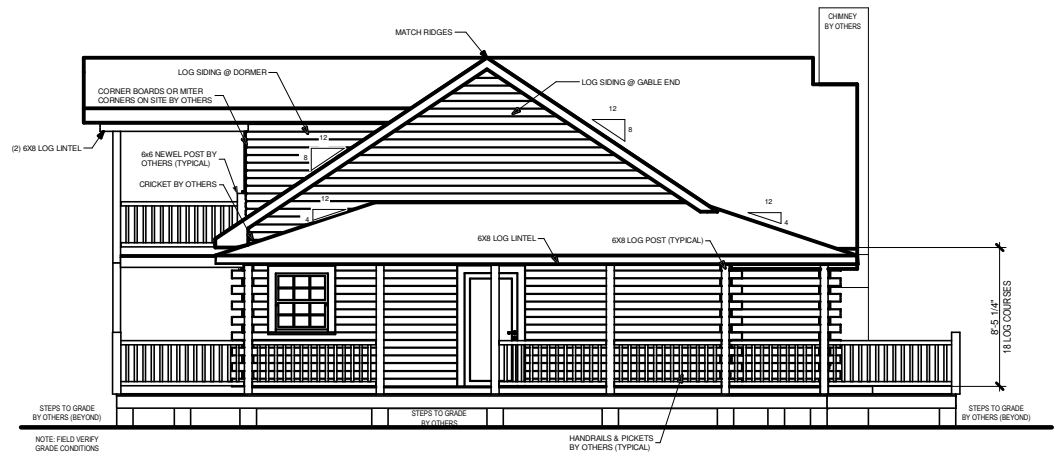 CHIMNEY
BY OTHERS
MATCH RIDGES
LOG SIDING @ DORMER
LOG SIDING @ GABLE END
CORNER BOARDS OR MITER
CORNERS ON SITE BY OTHERS
12
8
12
8
(2) 6X8 LOG LINTEL
6x6 NEWEL POST BY
OTHERS (TYPICAL)
CRICKET BY OTHERS
12
4
12
4
6X8 LOG LINTEL
6X8 LOG POST (TYPICAL)
8'-5 1/4"
18 LOG COURSES
STEPS TO GRADE
BY OTHERS (BEYOND)
STEPS TO GRADE
BY OTHERS
STEPS TO GRADE
BY OTHERS (BEYOND)
NOTE: FIELD VERIFY
GRADE CONDITIONS
HANDRAILS & PICKETS
BY OTHERS (TYPICAL)